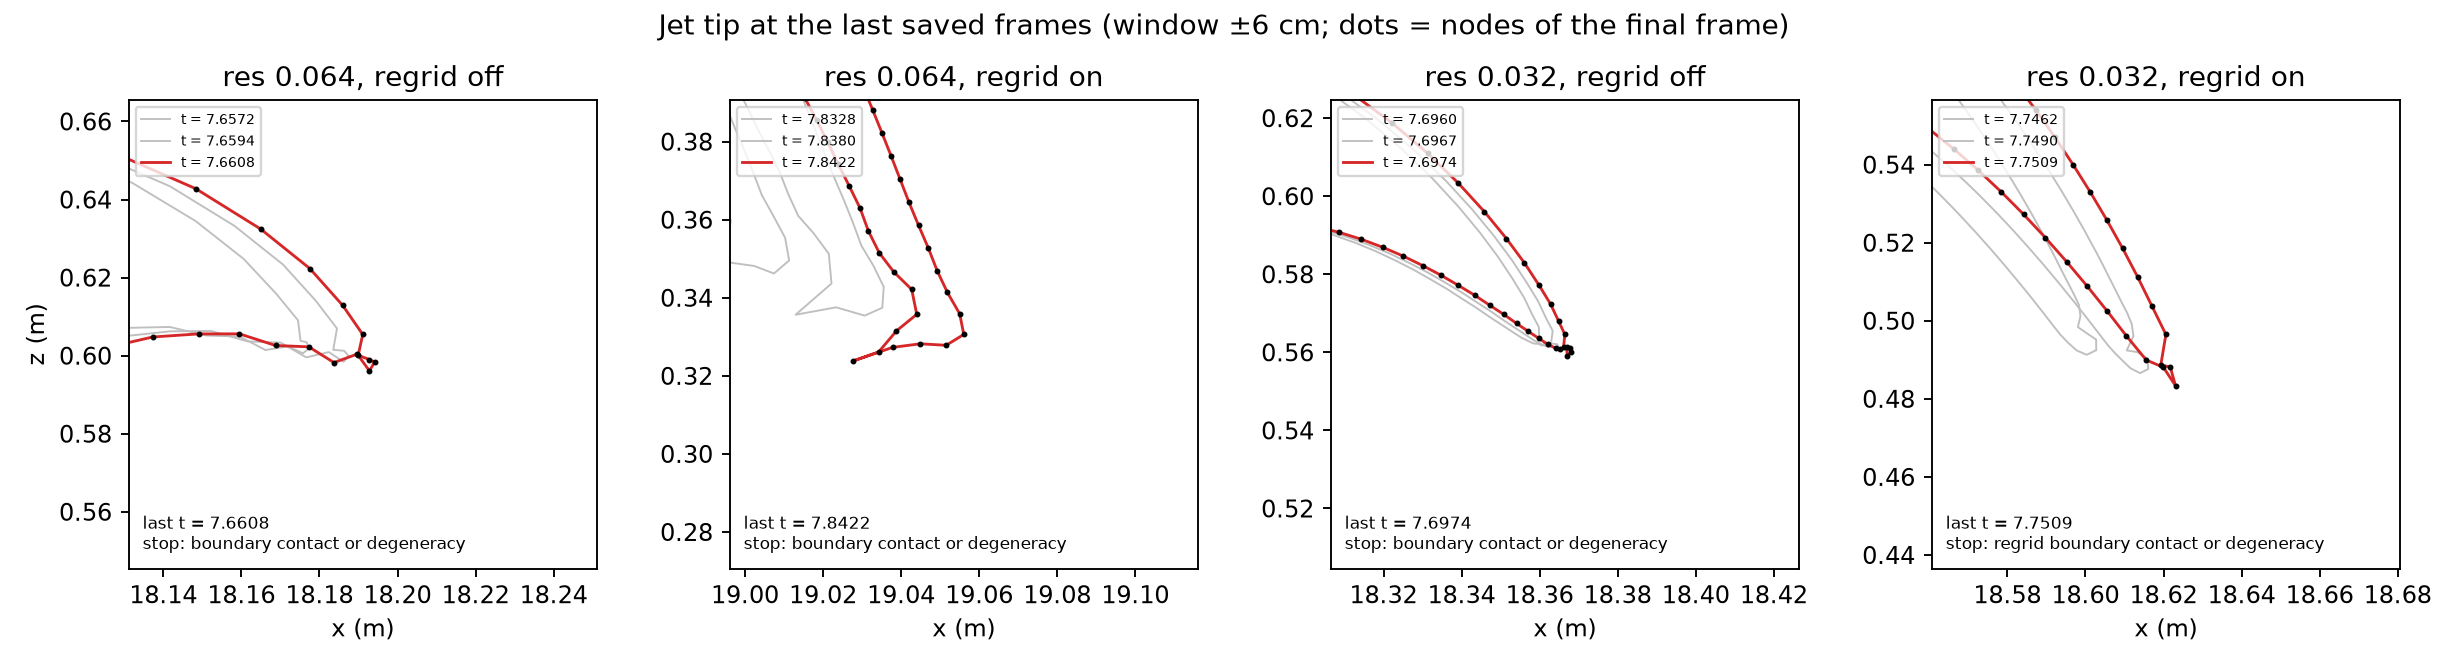 Jet tip at the last saved frames (window ±6 cm; dots = nodes of the final frame)
res 0.064, regrid off
t = 7.6572
t = 7.6594
t = 7.6608
0.66
0.64
0.62
0.60
0.58
0.56
z (m)
last t = 7.6608
stop: boundary contact or degeneracy
18.14 18.16 18.18 18.20 18.22 18.24
x (m)
res 0.064, regrid on
t = 7.8328
t = 7.8380
t = 7.8422
0.38
0.36
0.34
0.32
0.30
0.28
last t = 7.8422
stop: boundary contact or degeneracy
19.00 19.02 19.04 19.06 19.08 19.10
x (m)
res 0.032, regrid off
t = 7.6960
t = 7.6967
t = 7.6974
0.62
0.60
0.58
0.56
0.54
0.52
last t = 7.6974
stop: boundary contact or degeneracy
18.32 18.34 18.36 18.38 18.40 18.42
x (m)
res 0.032, regrid on
t = 7.7462
t = 7.7490
t = 7.7509
0.54
0.52
0.50
0.48
0.46
0.44
last t = 7.7509
stop: regrid boundary contact or degeneracy
18.58 18.60 18.62 18.64 18.66 18.68
x (m)